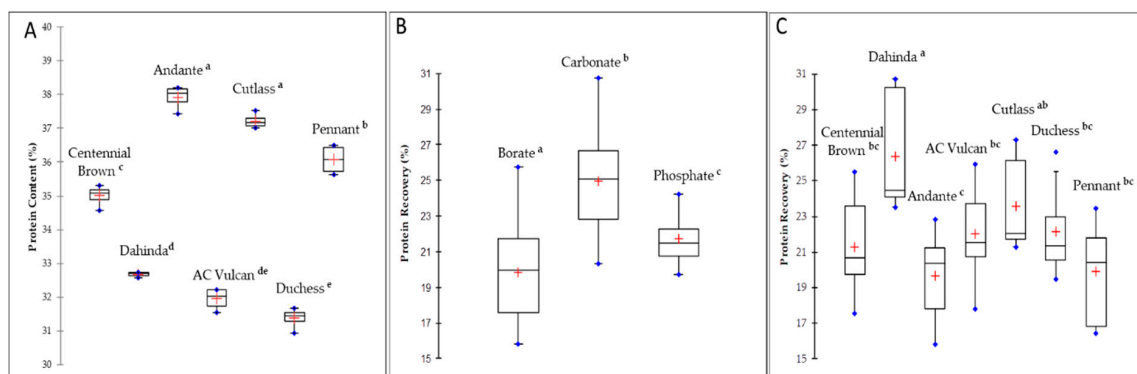 A
Protein Content (%)
40
39
38
37
36
35
34
33
32
31
30
Andante a
Cutlass a
Pennant b
Centennial
Brown c
Dahinda d
AC Vulcan de
Duchess e
B
Protein Recovery (%)
31
29
27
25
23
21
19
17
15
Carbonate b
Borate a
Phosphate c
C
Protein Recovery (%)
31
29
27
25
23
21
19
17
15
Dahinda a
Cutlass ab
Duchess bc
Centennial
Brown bc
AC Vulcan bc
Pennant bc
Andante c